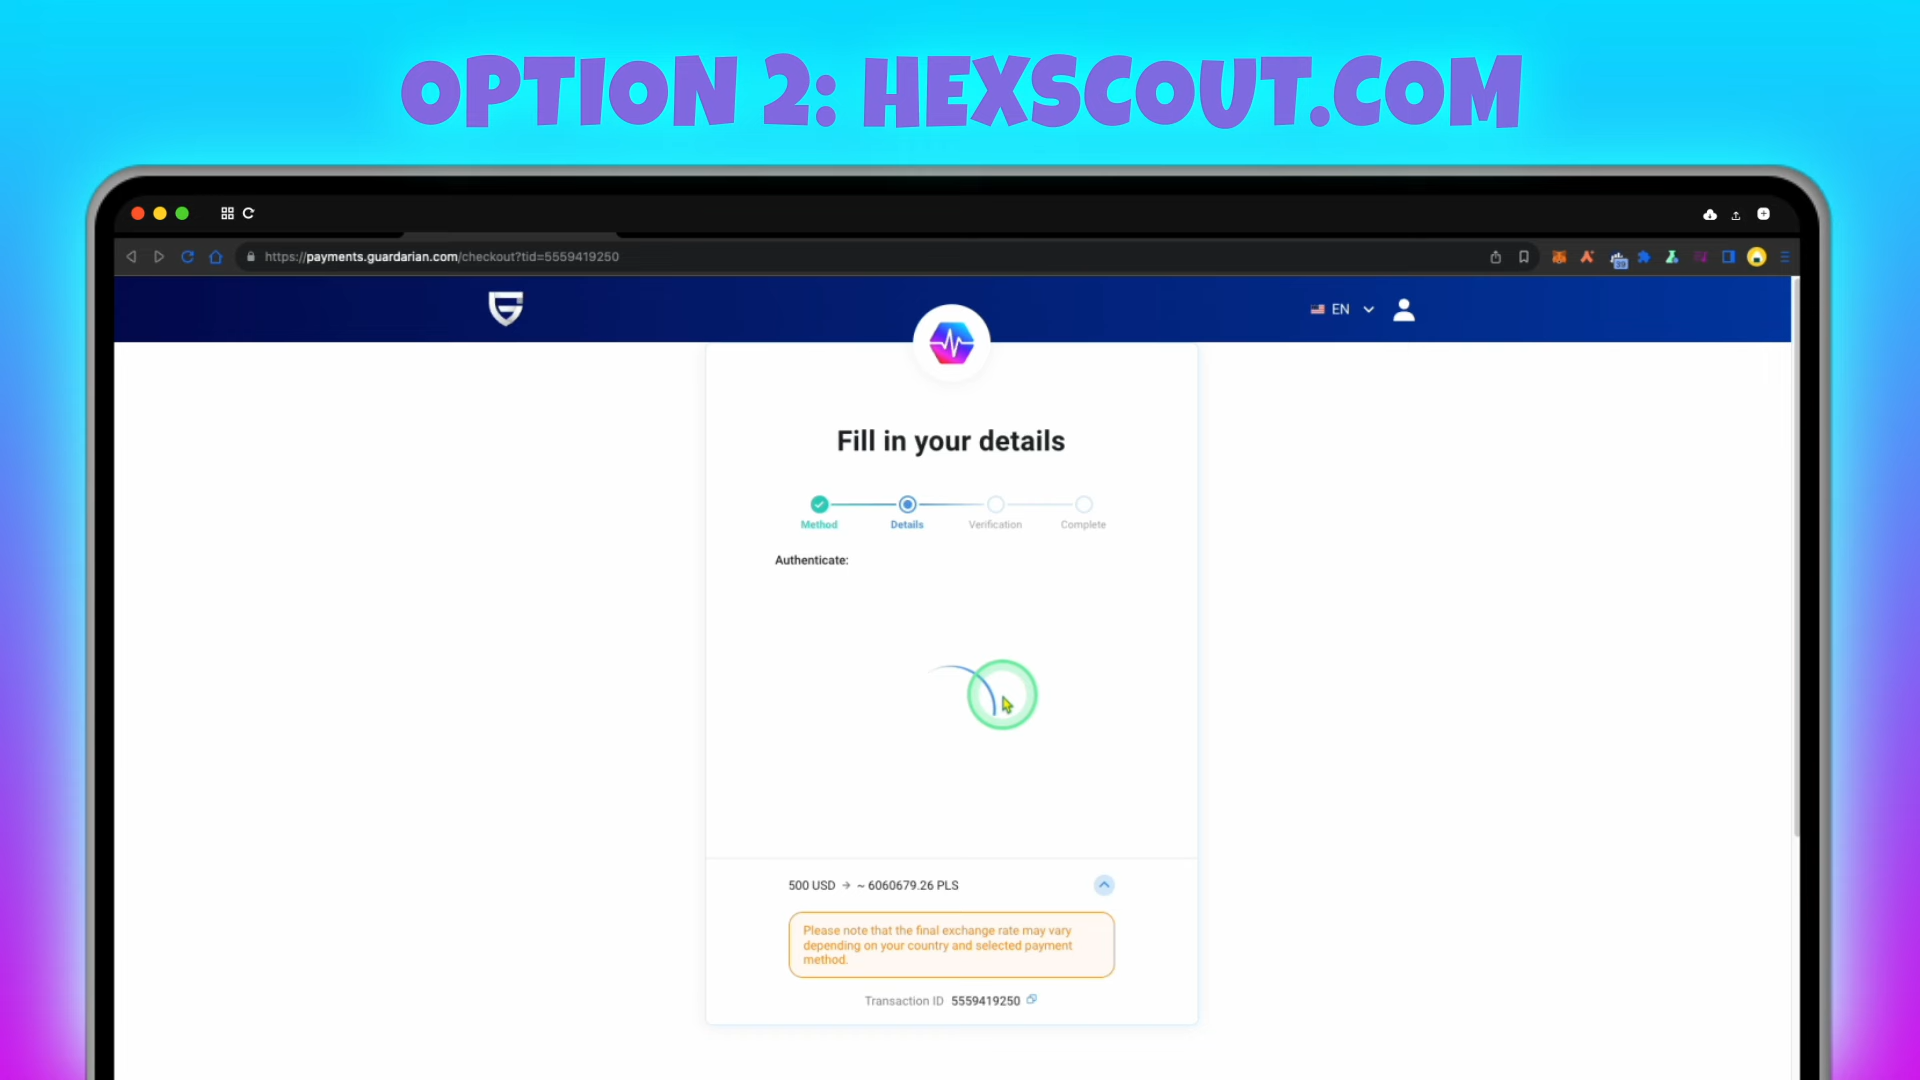 OPTION 2: HEXSCOUT.COM
https://payments.guardarian.com/checkout?tid=5559419250
EN
Fill in your details
Method Details Verification Complete
Authenticate:
500 USD → ~ 6060679.26 PLS
Please note that the final exchange rate may vary
depending on your country and selected payment
method.
Transaction ID 5559419250